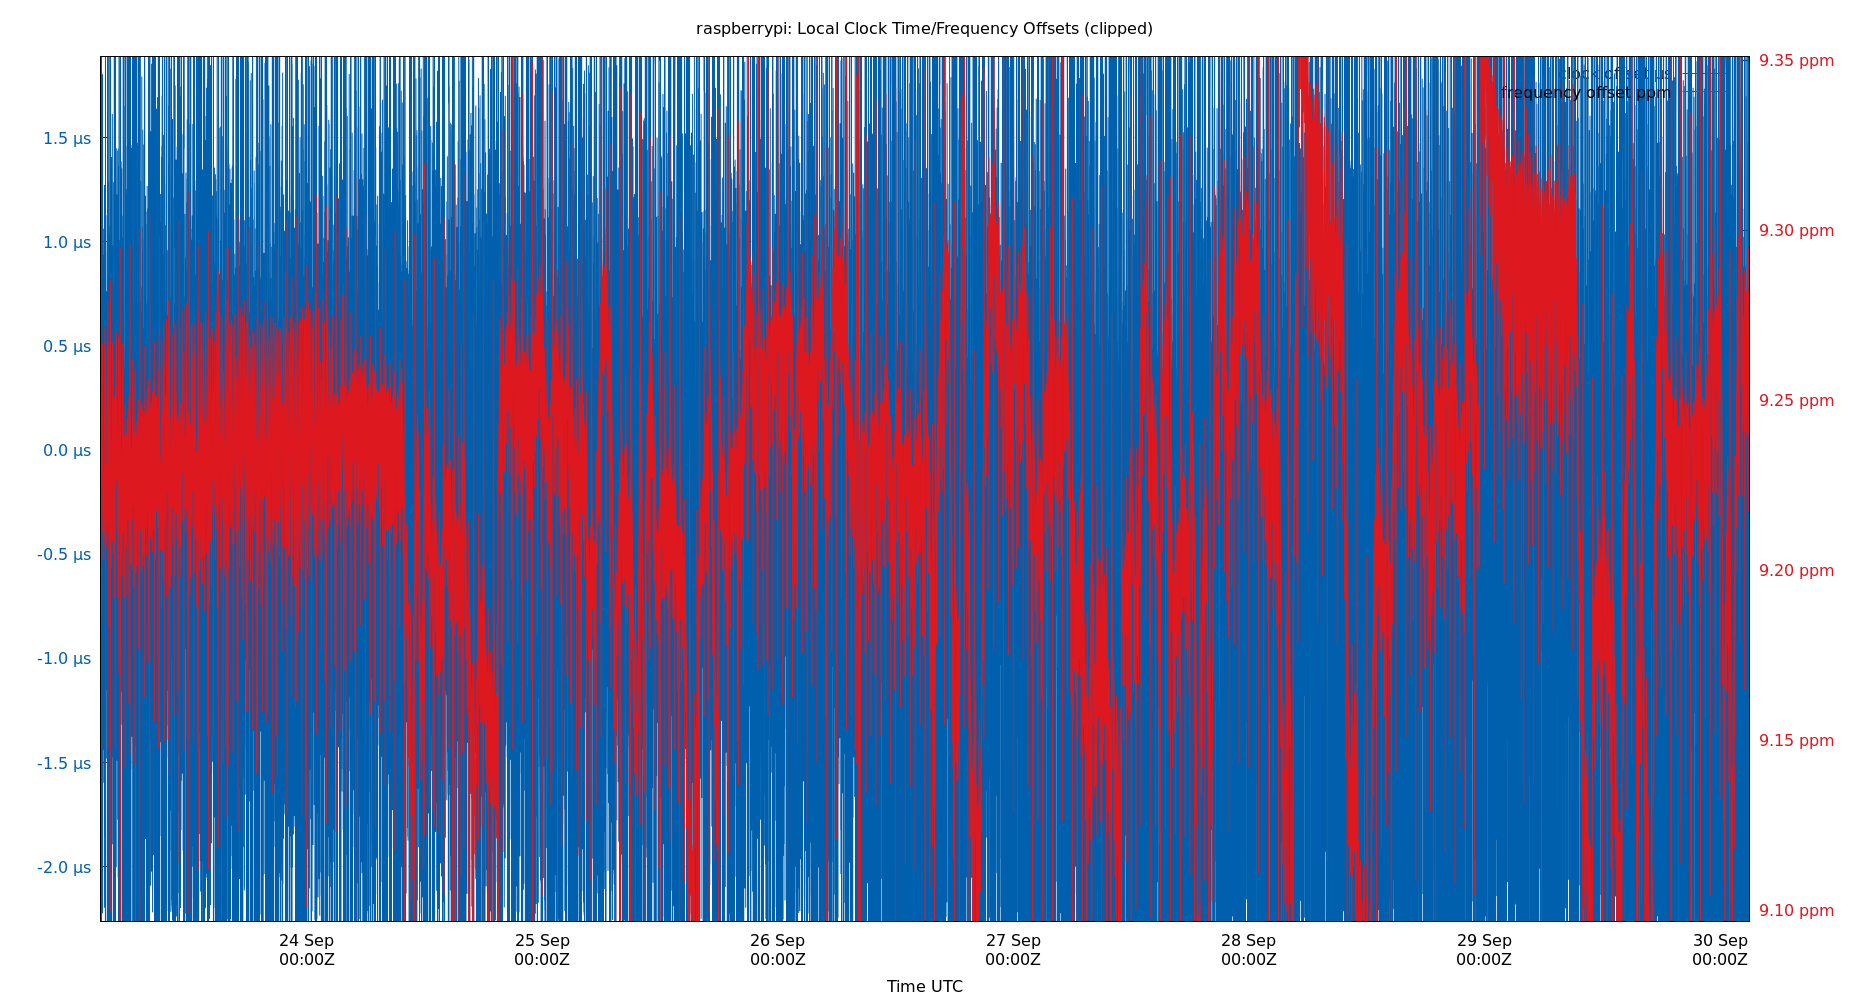 raspberrypi: Local Clock Time/Frequency Offsets (clipped)
9.35 ppm
clock offset µs
frequency offset ppm
1.5 µs
9.30 ppm
1.0 µs
0.5 µs
9.25 ppm
0.0 µs
-0.5 µs
9.20 ppm
-1.0 µs
9.15 ppm
-1.5 µs
-2.0 µs
9.10 ppm
24 Sep 25 Sep 26 Sep 27 Sep 28 Sep 29 Sep 30 Sep
00:00Z 00:00Z 00:00Z 00:00Z 00:00Z 00:00Z 00:00Z
Time UTC